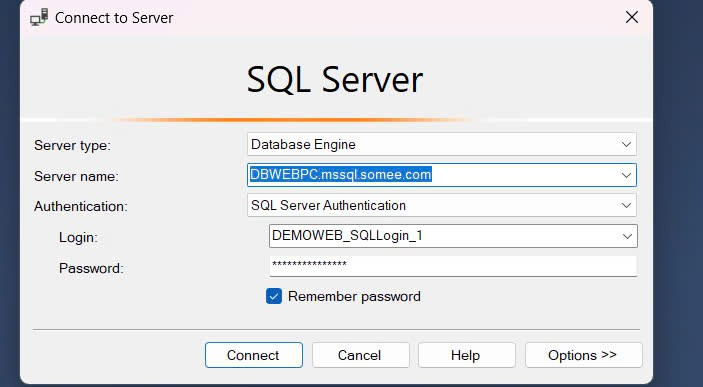 Connect to Server
SQL Server
Server type: Database Engine
Server name: DBWEBPC.mssql.somee.com
Authentication: SQL Server Authentication
Login: DEMOWEB_SQLLogin_1
Password: ***************
Remember password
Connect Cancel Help Options >>